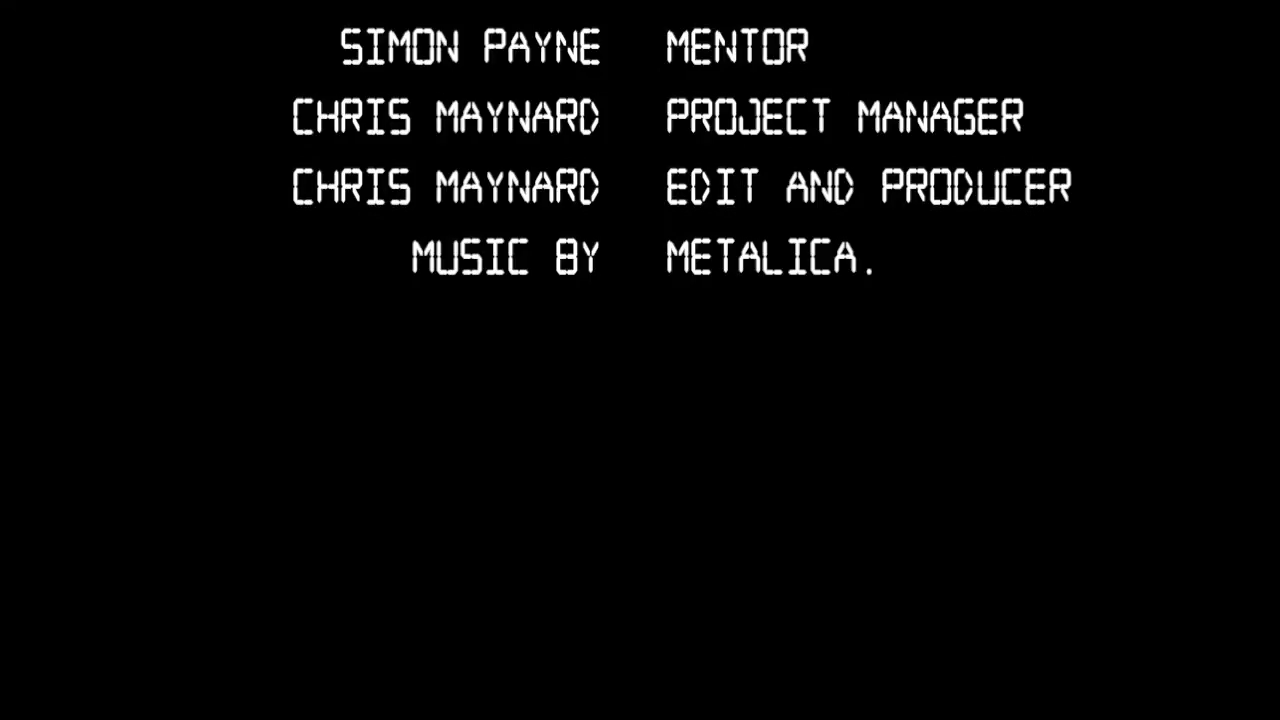 SIMON PAYNE MENTOR
CHRIS MAYNARD PROJECT MANAGER
CHRIS MAYNARD EDIT AND PRODUCER
MUSIC BY METALICA.